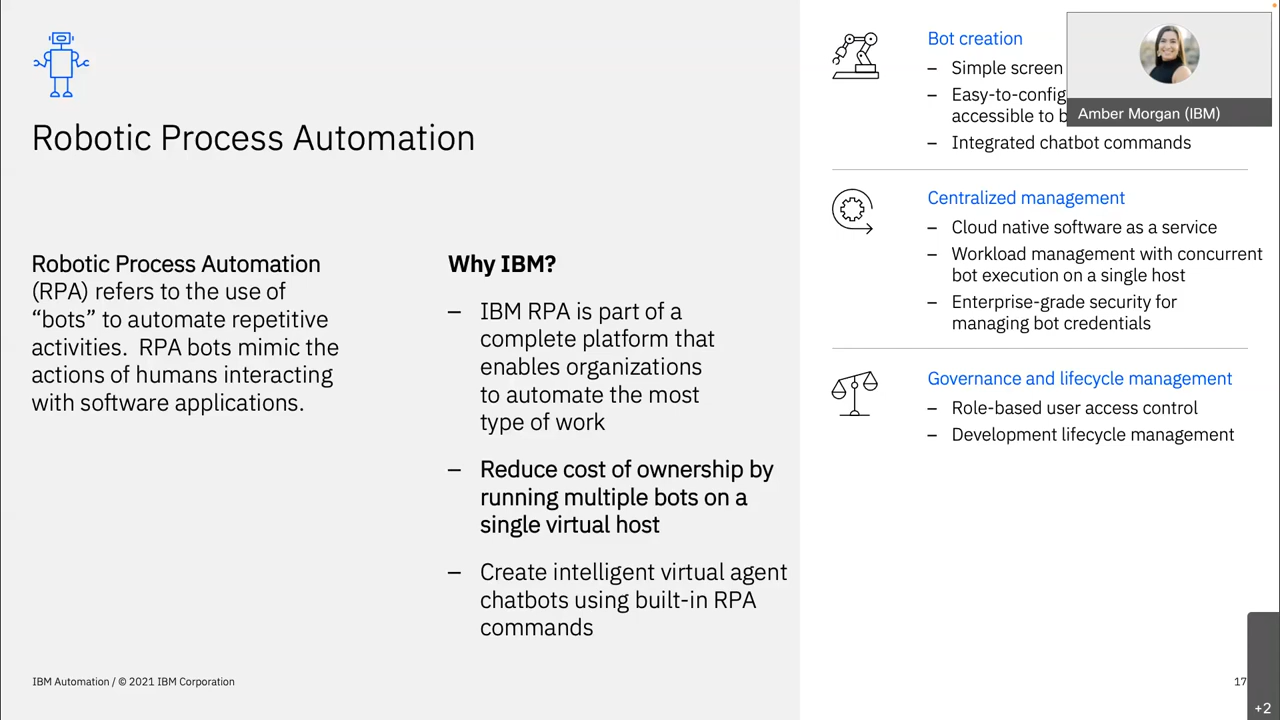 Robotic Process Automation
Robotic Process Automation
(RPA) refers to the use of
“bots” to automate repetitive
activities.  RPA bots mimic the
actions of humans interacting
with software applications.
Why IBM?
– IBM RPA is part of a
complete platform that
enables organizations
to automate the most
type of work
– Reduce cost of ownership by
running multiple bots on a
single virtual host
– Create intelligent virtual agent
chatbots using built-in RPA
commands
Bot creation
– Simple screen
– Easy-to-config
accessible to b
– Integrated chatbot commands
Amber Morgan (IBM)
Centralized management
– Cloud native software as a service
– Workload management with concurrent
bot execution on a single host
– Enterprise-grade security for
managing bot credentials
Governance and lifecycle management
– Role-based user access control
– Development lifecycle management
IBM Automation / © 2021 IBM Corporation
17
+2